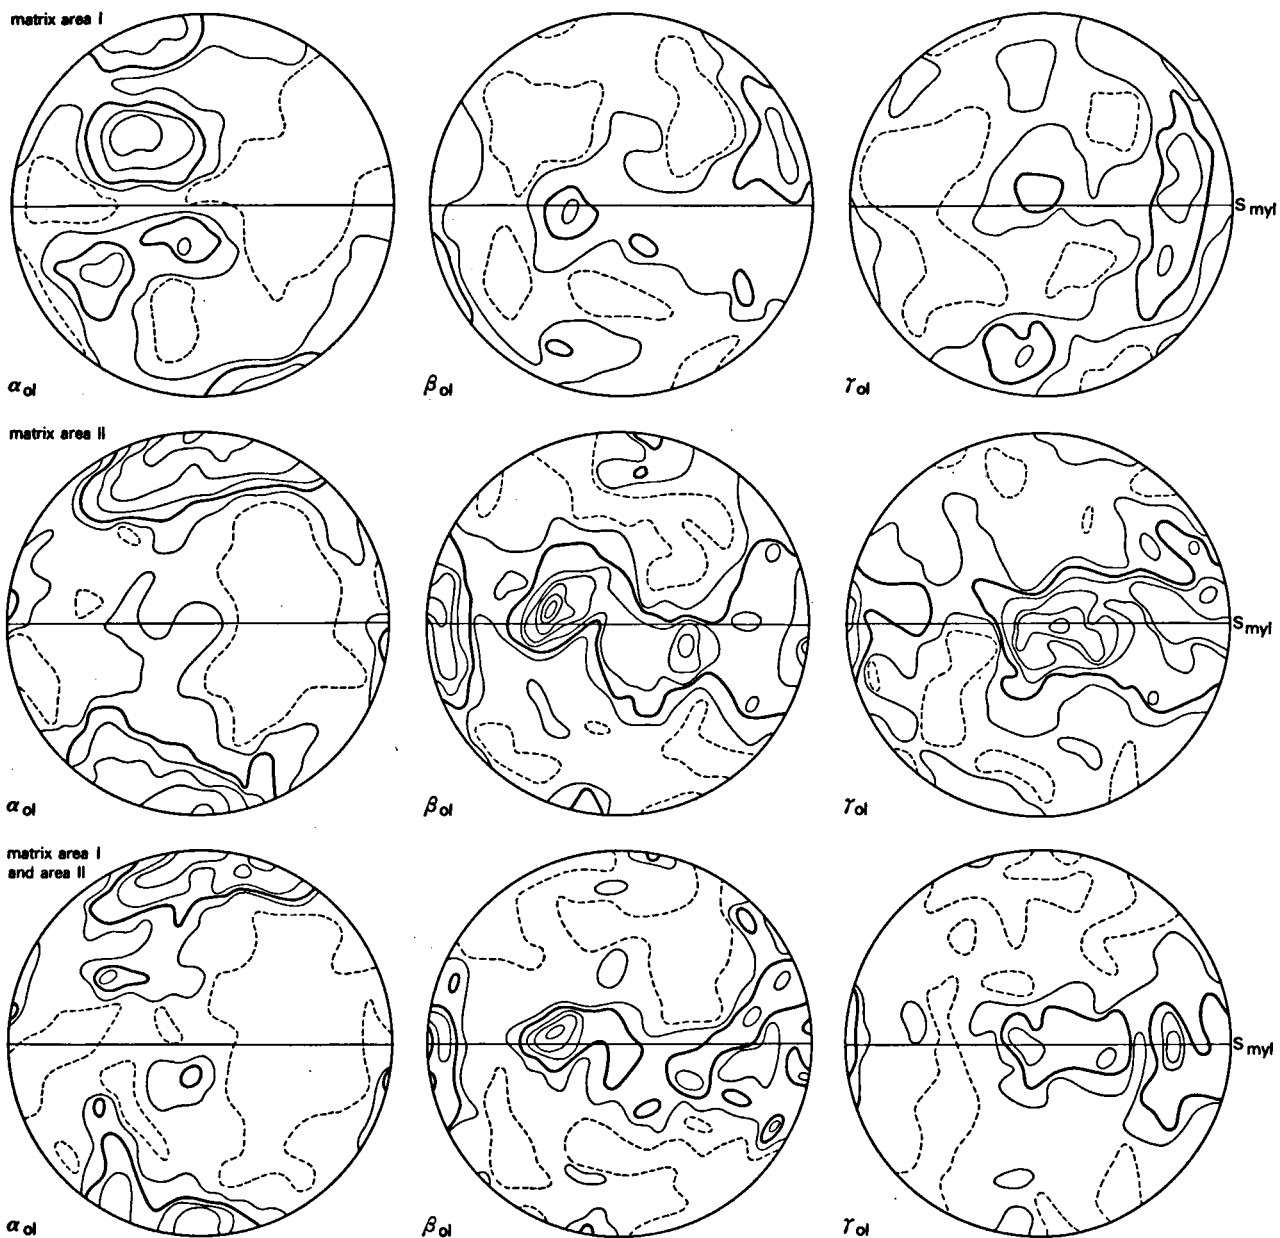 matrix area I
S myl
α ol
β ol
γ ol
matrix area II
S myl
α ol
β ol
γ ol
matrix area I
and area II
S myl
α ol
β ol
γ ol